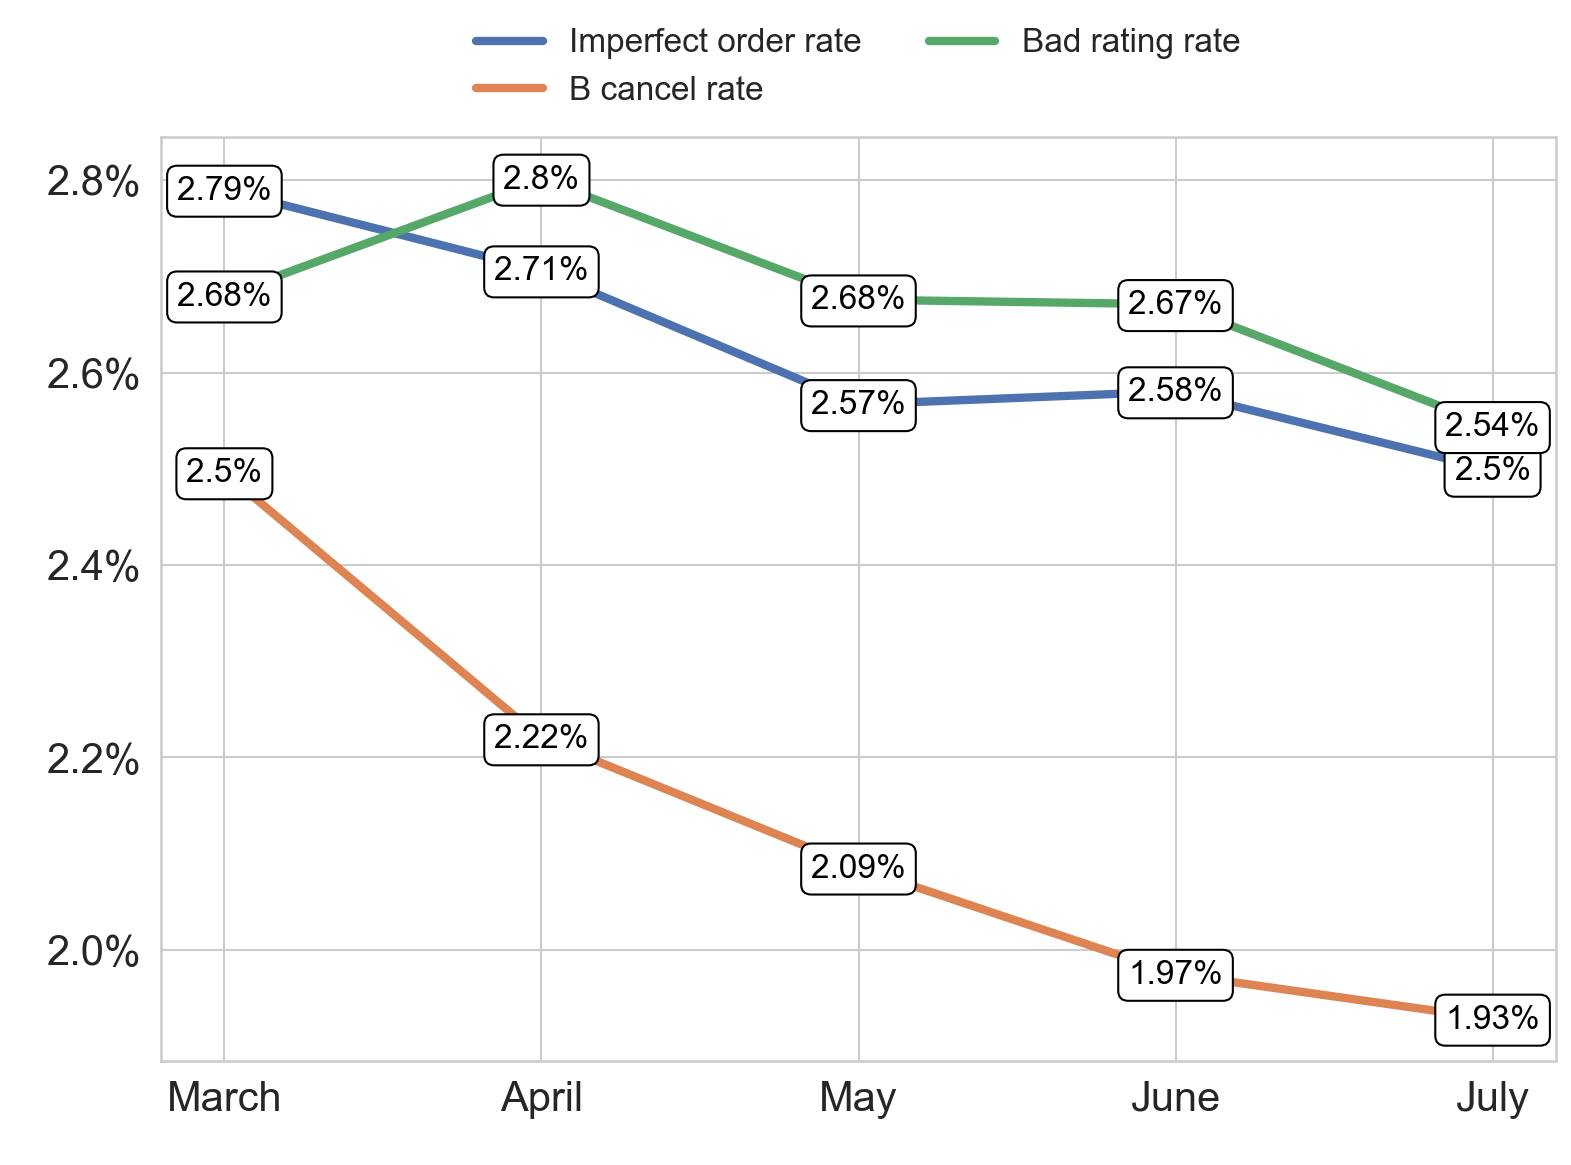 Imperfect order rate
Bad rating rate
B cancel rate
2.8%
2.6%
2.4%
2.2%
2.0%
2.79%
2.8%
2.68%
2.71%
2.68%
2.67%
2.57%
2.58%
2.54%
2.5%
2.5%
2.22%
2.09%
1.97%
1.93%
March
April
May
June
July